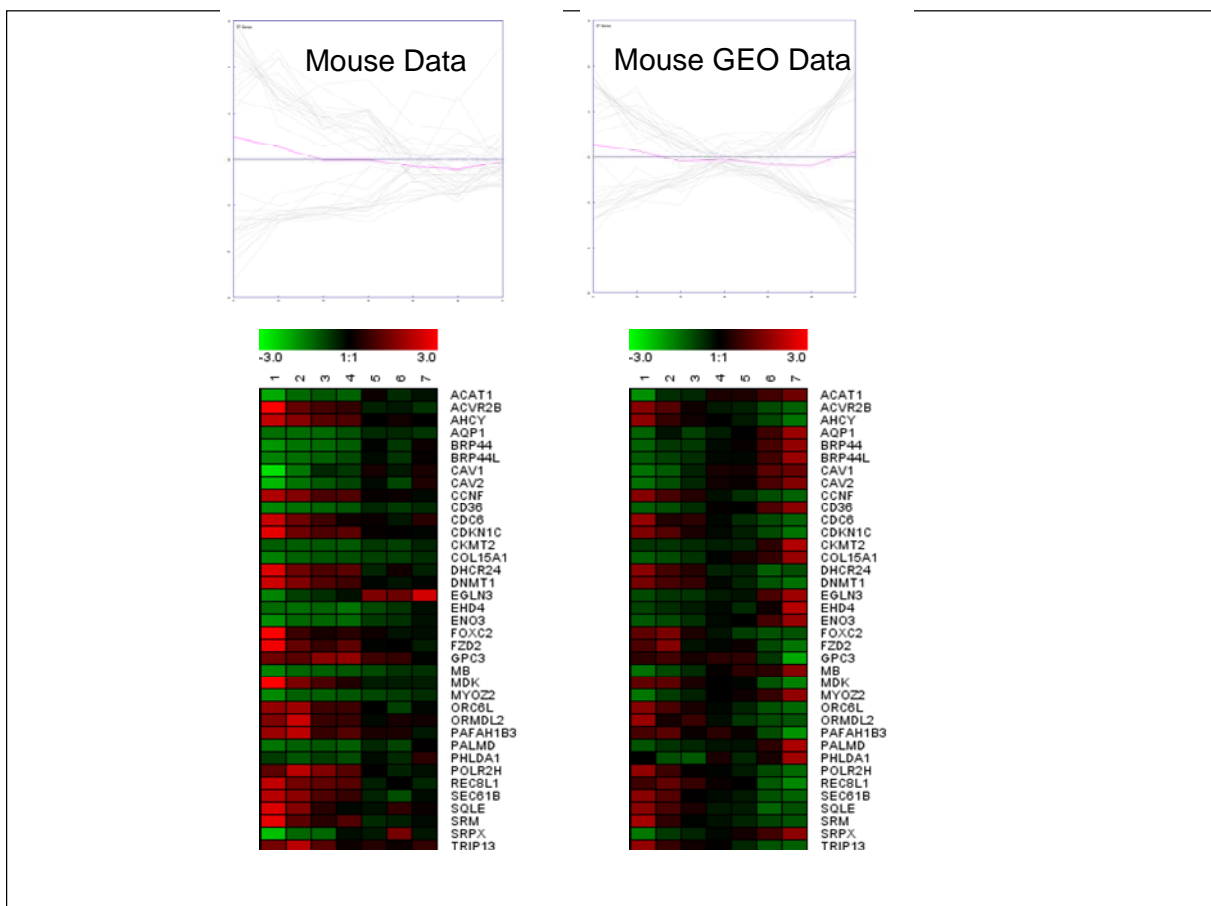 Mouse Data
Mouse GEO Data
-3.0 1:1 3.0
-3.0 1:1 3.0
1 2 3 4 5 6 7
1 2 3 4 5 6 7
ACAT1 ACAT1
ACVR2B ACVR2B
AHCY AHCY
AQP1 AQP1
BRP44 BRP44
BRP44L BRP44L
CAV1 CAV1
CAV2 CAV2
CCNF CCNF
CD36 CD36
CDC6 CDC6
CDKN1C CDKN1C
CKMT2 CKMT2
COL15A1 COL15A1
DHCR24 DHCR24
DNMT1 DNMT1
EGLN3 EGLN3
EHD4 EHD4
ENO3 ENO3
FOXC2 FOXC2
FZD2 FZD2
GPC3 GPC3
MB MB
MDK MDK
MYOZ2 MYOZ2
ORC6L ORC6L
ORMDL2 ORMDL2
PAFAH1B3 PAFAH1B3
PALMD PALMD
PHLDA1 PHLDA1
POLR2H POLR2H
REC8L1 REC8L1
SEC61B SEC61B
SQLE SQLE
SRM SRM
SRPX SRPX
TRIP13 TRIP13